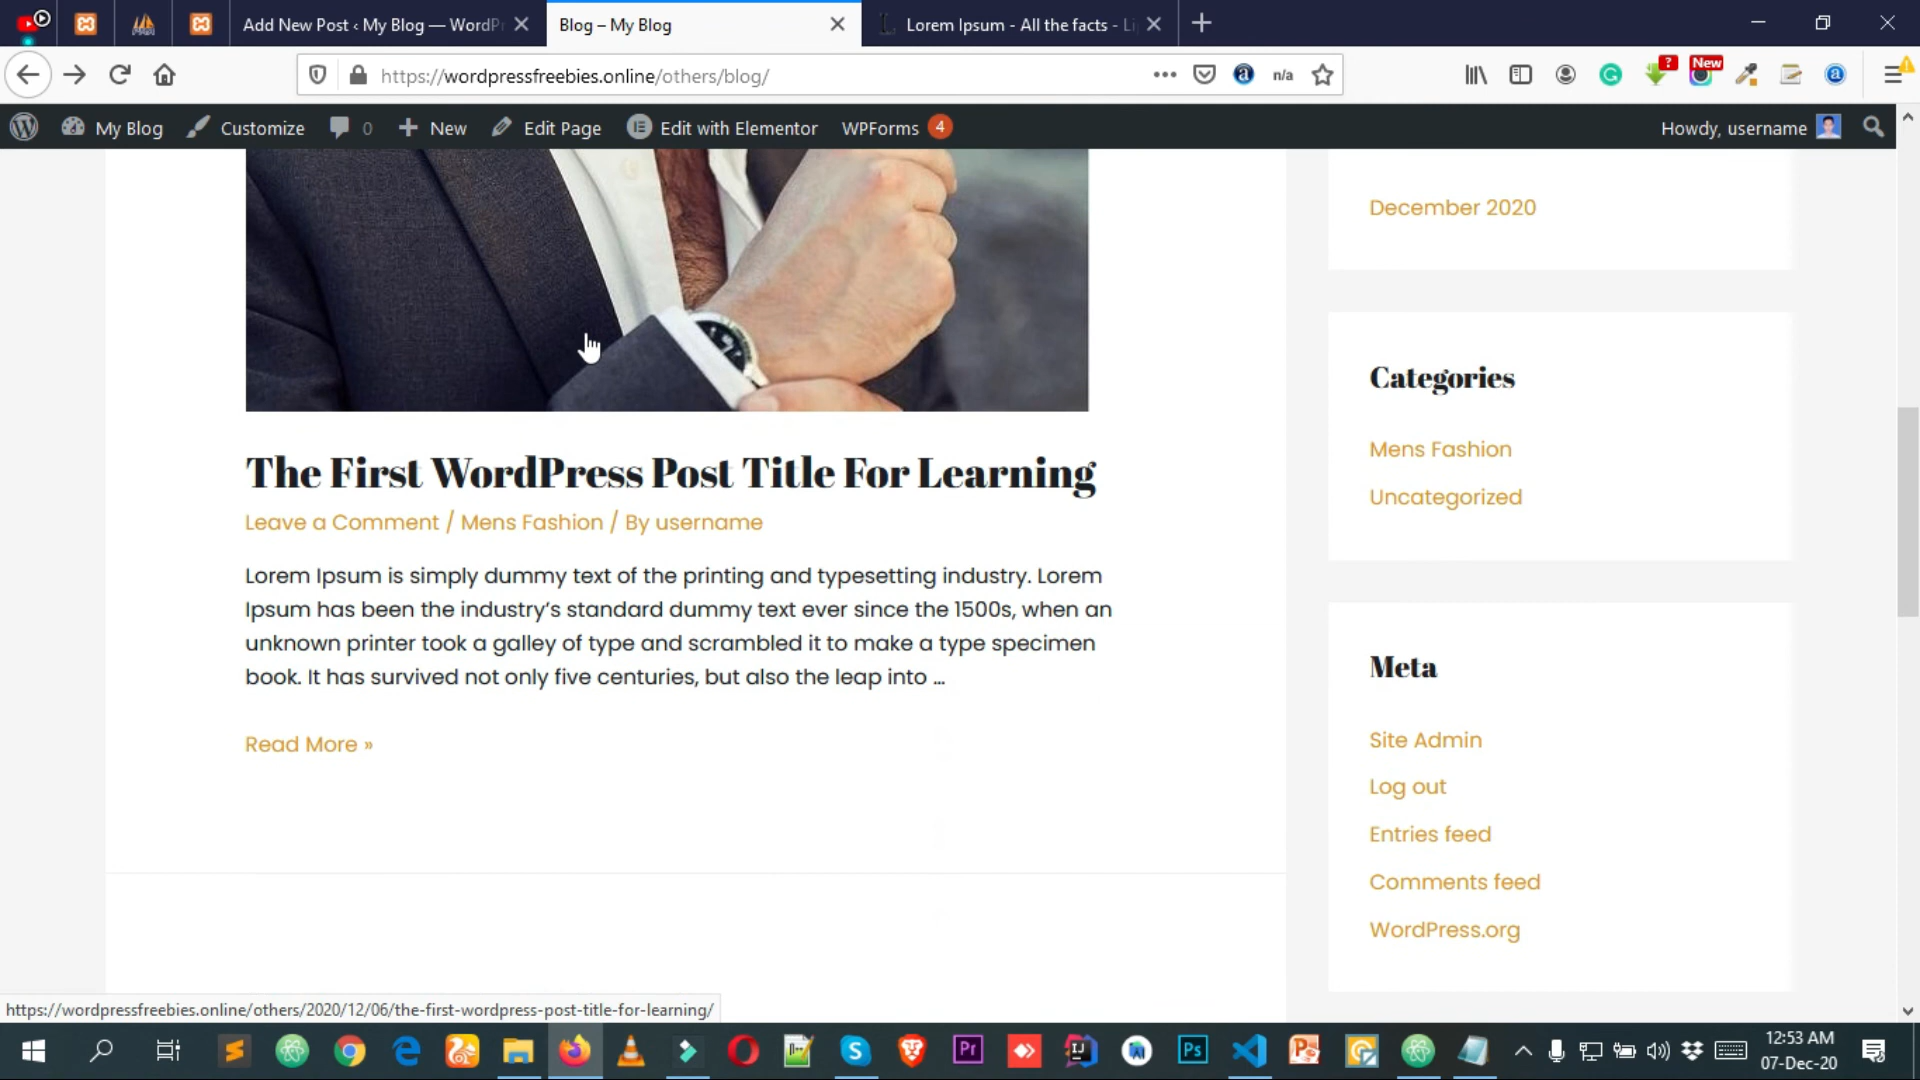 Add New Post ‹ My Blog — WordPr
Blog – My Blog
Lorem Ipsum - All the facts - Li
https://wordpressfreebies.online/others/blog/
n/a
?
New
My Blog
Customize
0
New
Edit Page
Edit with Elementor
WPForms
4
Howdy, username
December 2020
Categories
Mens Fashion
Uncategorized
The First WordPress Post Title For Learning
Leave a Comment / Mens Fashion / By username
Lorem Ipsum is simply dummy text of the printing and typesetting industry. Lorem
Ipsum has been the industry’s standard dummy text ever since the 1500s, when an
unknown printer took a galley of type and scrambled it to make a type specimen
book. It has survived not only five centuries, but also the leap into …
Read More »
Meta
Site Admin
Log out
Entries feed
Comments feed
WordPress.org
https://wordpressfreebies.online/others/2020/12/06/the-first-wordpress-post-title-for-learning/
Pr
Ps
12:53 AM
07-Dec-20